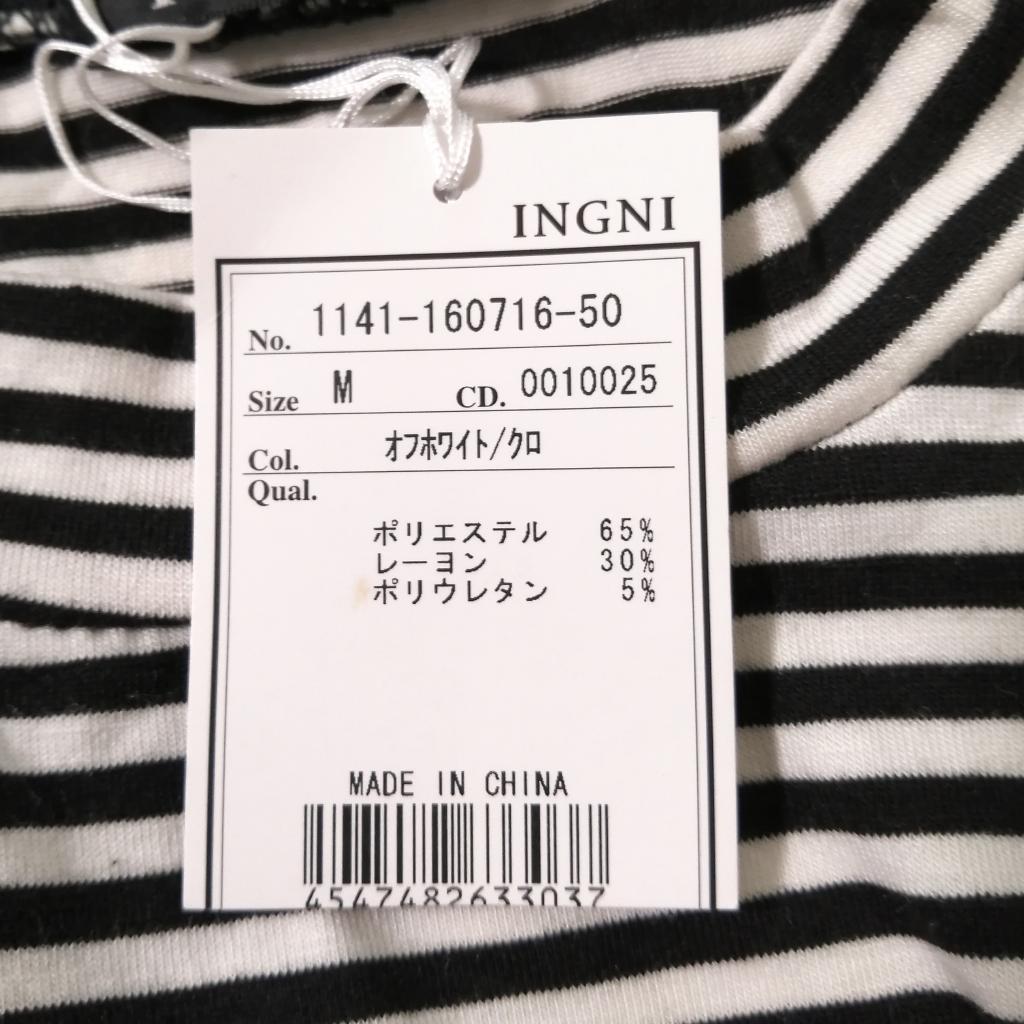 INGNI
No. 1141-160716-50
Size M CD. 0010025
Col. オフホワイト/クロ
Qual.
ポリエステル 65%
レーヨン 30%
ポリウレタン 5%
MADE IN CHINA
4547482633037